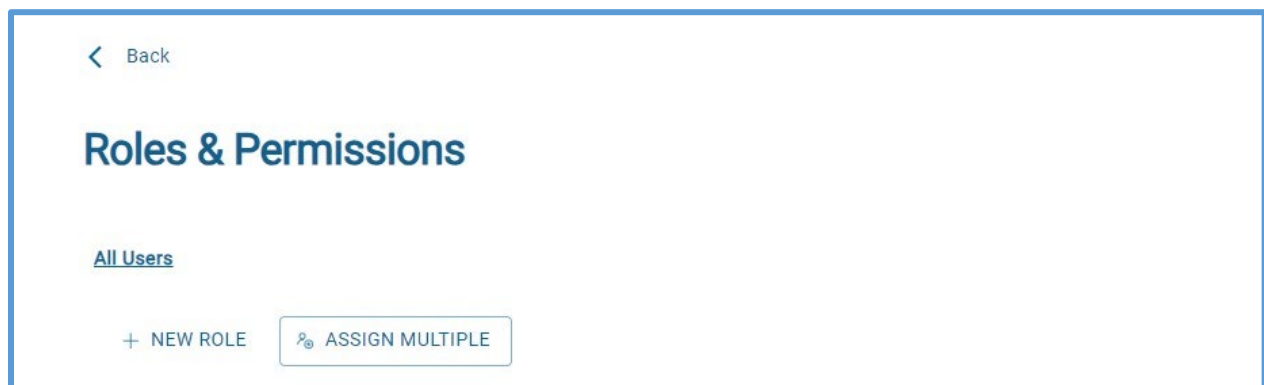 Back
Roles & Permissions
All Users
+ NEW ROLE ASSIGN MULTIPLE